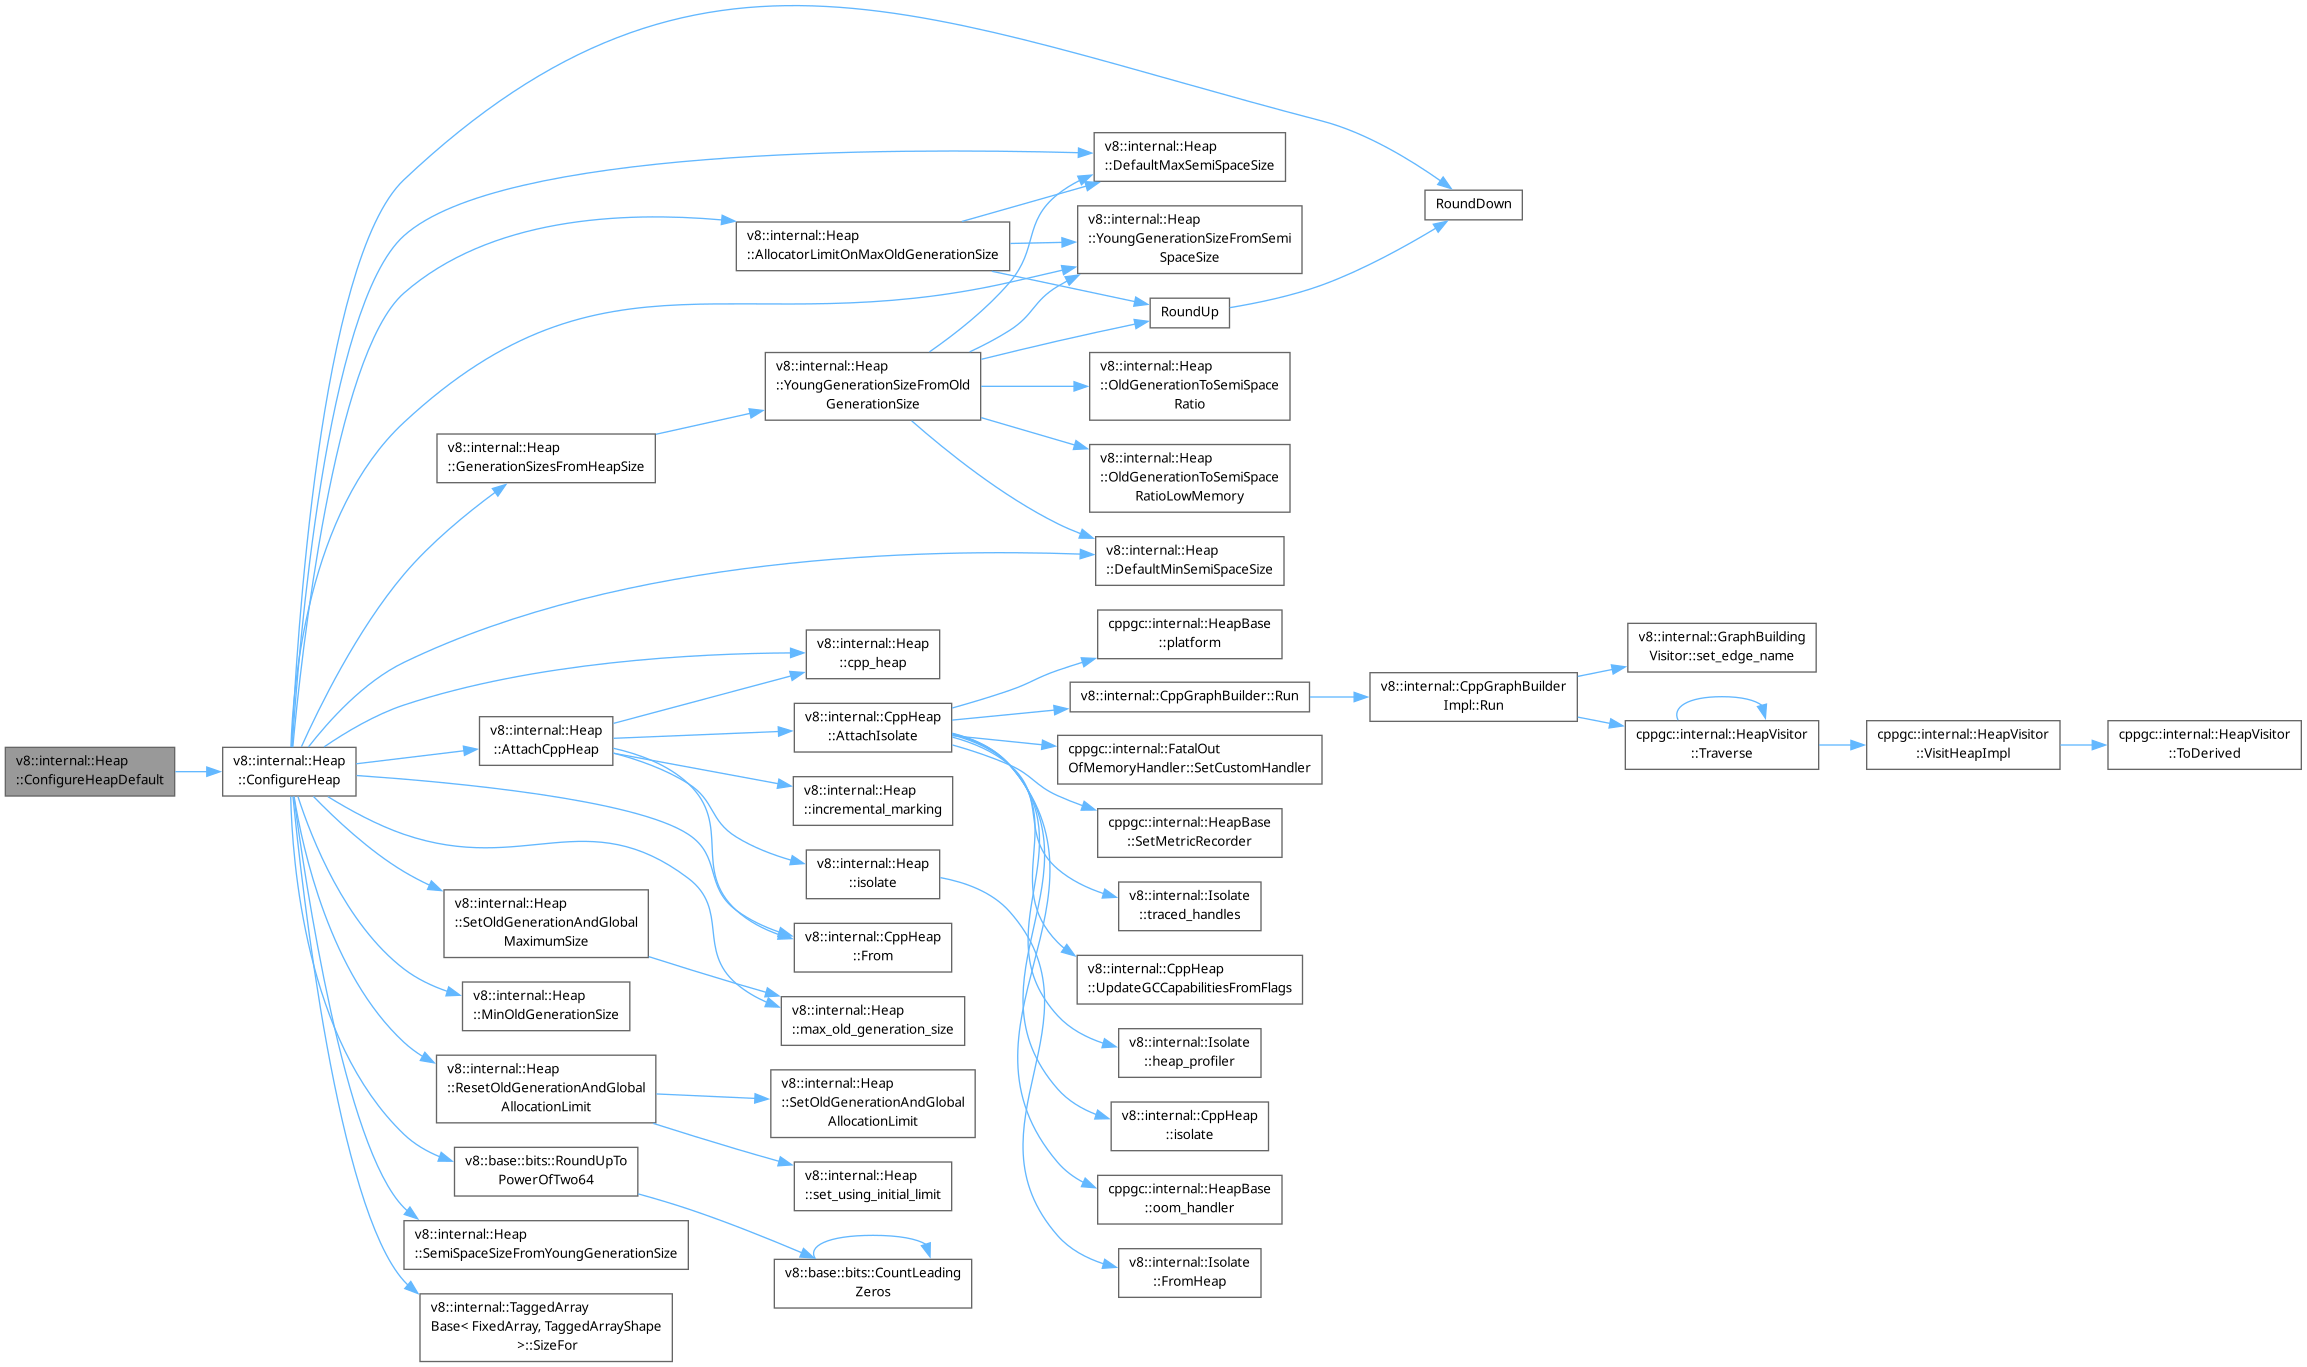 v8::internal::Heap
::ConfigureHeapDefault
v8::internal::Heap
::ConfigureHeap
v8::internal::Heap
::GenerationSizesFromHeapSize
v8::internal::Heap
::AttachCppHeap
v8::internal::Heap
::SetOldGenerationAndGlobal
MaximumSize
v8::internal::Heap
::MinOldGenerationSize
v8::internal::Heap
::ResetOldGenerationAndGlobal
AllocationLimit
v8::base::bits::RoundUpTo
PowerOfTwo64
v8::internal::Heap
::SemiSpaceSizeFromYoungGenerationSize
v8::internal::TaggedArray
Base< FixedArray, TaggedArrayShape
>::SizeFor
v8::internal::Heap
::AllocatorLimitOnMaxOldGenerationSize
v8::internal::Heap
::YoungGenerationSizeFromOld
GenerationSize
v8::internal::Heap
::cpp_heap
v8::internal::CppHeap
::AttachIsolate
v8::internal::Heap
::incremental_marking
v8::internal::Heap
::isolate
v8::internal::CppHeap
::From
v8::internal::Heap
::max_old_generation_size
v8::internal::Heap
::SetOldGenerationAndGlobal
AllocationLimit
v8::internal::Heap
::set_using_initial_limit
v8::base::bits::CountLeading
Zeros
v8::internal::Heap
::DefaultMaxSemiSpaceSize
v8::internal::Heap
::YoungGenerationSizeFromSemi
SpaceSize
RoundUp
v8::internal::Heap
::OldGenerationToSemiSpace
Ratio
v8::internal::Heap
::OldGenerationToSemiSpace
RatioLowMemory
v8::internal::Heap
::DefaultMinSemiSpaceSize
cppgc::internal::HeapBase
::platform
v8::internal::CppGraphBuilder::Run
cppgc::internal::FatalOut
OfMemoryHandler::SetCustomHandler
cppgc::internal::HeapBase
::SetMetricRecorder
v8::internal::Isolate
::traced_handles
v8::internal::CppHeap
::UpdateGCCapabilitiesFromFlags
v8::internal::Isolate
::heap_profiler
v8::internal::CppHeap
::isolate
cppgc::internal::HeapBase
::oom_handler
v8::internal::Isolate
::FromHeap
RoundDown
v8::internal::CppGraphBuilder
Impl::Run
v8::internal::GraphBuilding
Visitor::set_edge_name
cppgc::internal::HeapVisitor
::Traverse
cppgc::internal::HeapVisitor
::VisitHeapImpl
cppgc::internal::HeapVisitor
::ToDerived